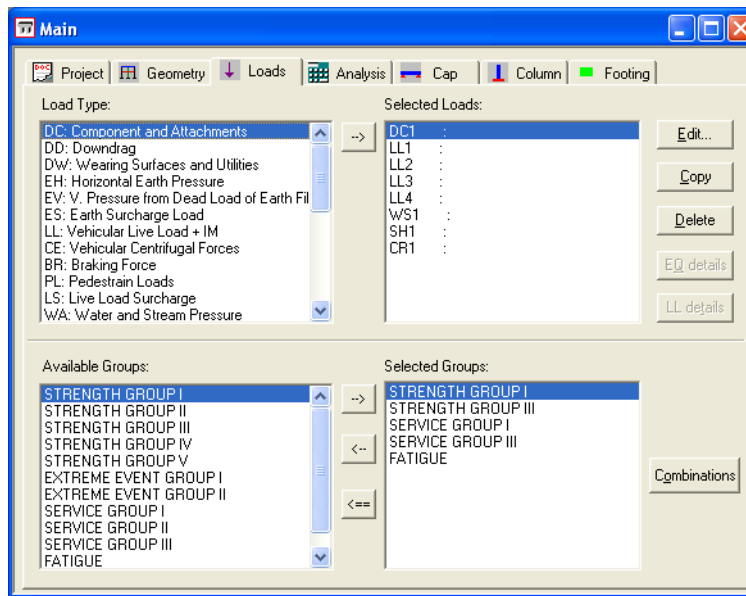 Main
Project Geometry Loads Analysis Cap Column Footing
Load Type:
DC: Component and Attachments
DD: Downdrag
DW: Wearing Surfaces and Utilities
EH: Horizontal Earth Pressure
EV: V. Pressure from Dead Load of Earth Fil
ES: Earth Surcharge Load
LL: Vehicular Live Load + IM
CE: Vehicular Centrifugal Forces
BR: Braking Force
PL: Pedestrain Loads
LS: Live Load Surcharge
WA: Water and Stream Pressure
-->
Selected Loads:
DC1 :
LL1 :
LL2 :
LL3 :
LL4 :
WS1 :
SH1 :
CR1 :
Edit...
Copy
Delete
EQ details
LL details
Available Groups:
STRENGTH GROUP I
STRENGTH GROUP II
STRENGTH GROUP III
STRENGTH GROUP IV
STRENGTH GROUP V
EXTREME EVENT GROUP I
EXTREME EVENT GROUP II
SERVICE GROUP I
SERVICE GROUP II
SERVICE GROUP III
FATIGUE
-->
<--
<==
Selected Groups:
STRENGTH GROUP I
STRENGTH GROUP III
SERVICE GROUP I
SERVICE GROUP III
FATIGUE
Combinations